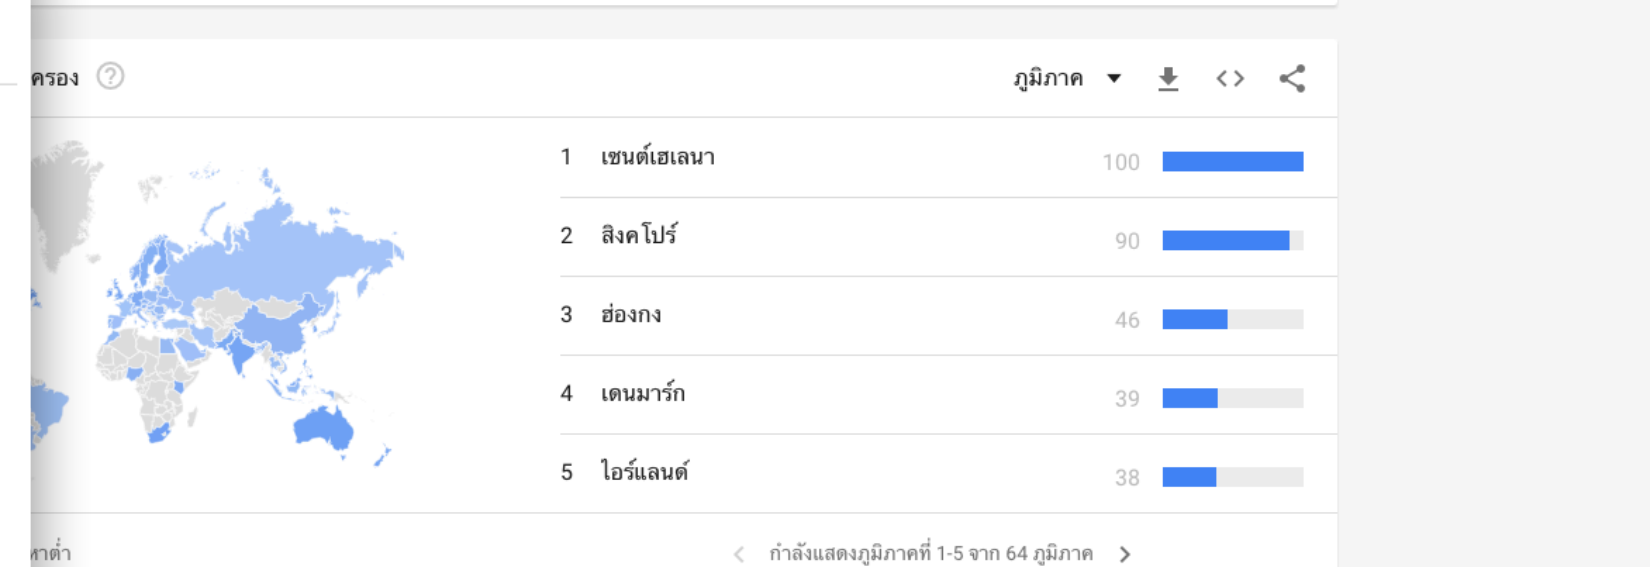 ครอง ? ภูมิภาค
1 เซนต์เฮเลนา 100
2 สิงคโปร์ 90
3 ฮ่องกง 46
4 เดนมาร์ก 39
5 ไอร์แลนด์ 38
หาต่ำ กำลังแสดงภูมิภาคที่ 1-5 จาก 64 ภูมิภาค